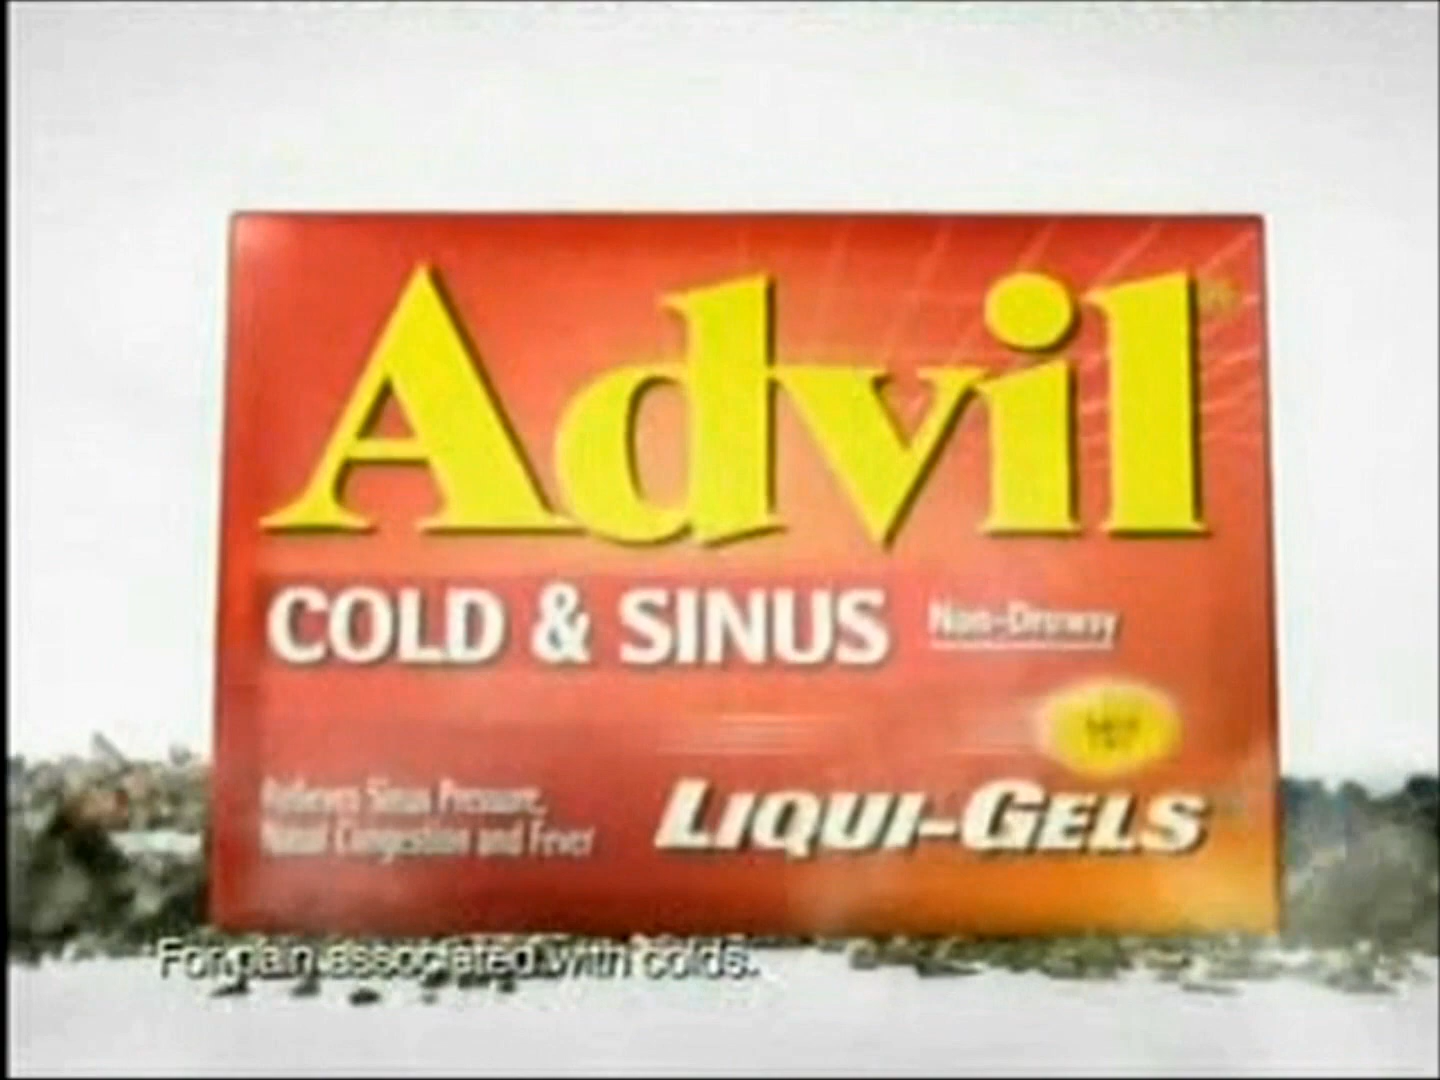 Advil®
COLD & SINUS Non-Drowsy
LIQUI-GELS
Relieves Sinus Pressure,
Nasal Congestion and Fever
*For pain associated with colds.